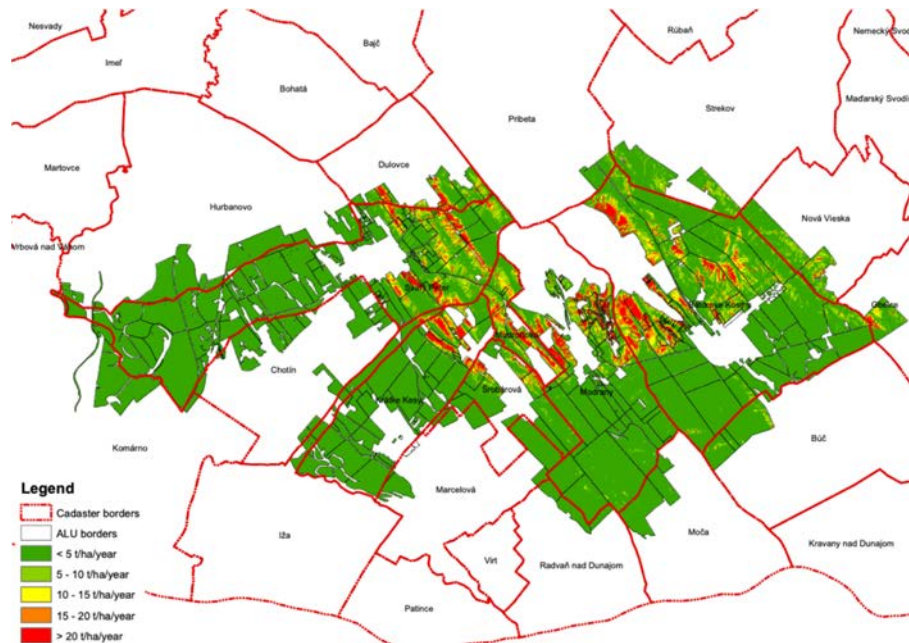 Nesvady
Imeľ
Bajč
Bohatá
Rúbaň
Nemecký Svod
Maďarský Svodín
Strekov
Pribeta
Martovce
Dulovce
Hurbanovo
Nová Vieska
Vrbová nad Váhom
Chotín
Šrobárová
Modrany
Komárno
Búč
Marcelová
Iža
Virt
Moča
Radvaň nad Dunajom
Kravany nad Dunajom
Patince
Legend
Cadaster borders
ALU borders
< 5 t/ha/year
5 - 10 t/ha/year
10 - 15 t/ha/year
15 - 20 t/ha/year
> 20 t/ha/year